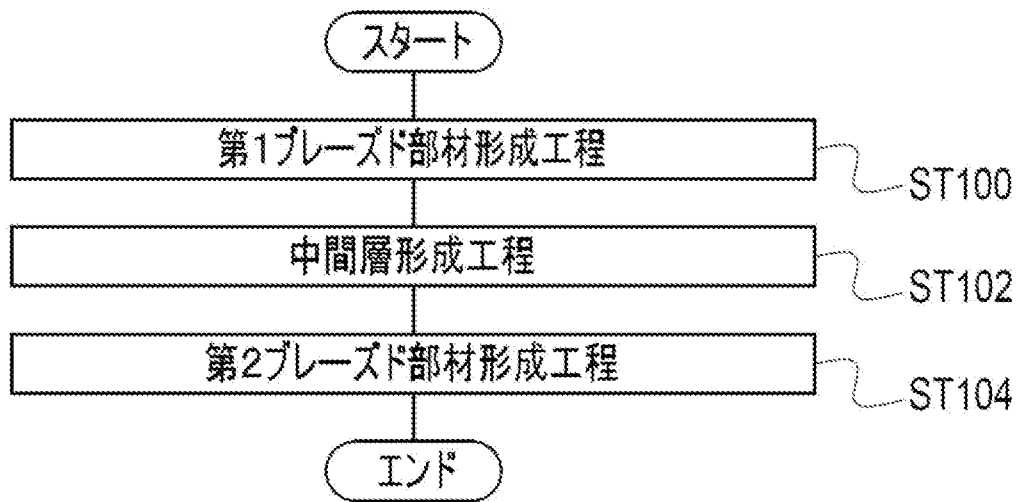 スタート
第1ブレーズド部材形成工程
ST100
中間層形成工程
ST102
第2ブレーズド部材形成工程
ST104
エンド